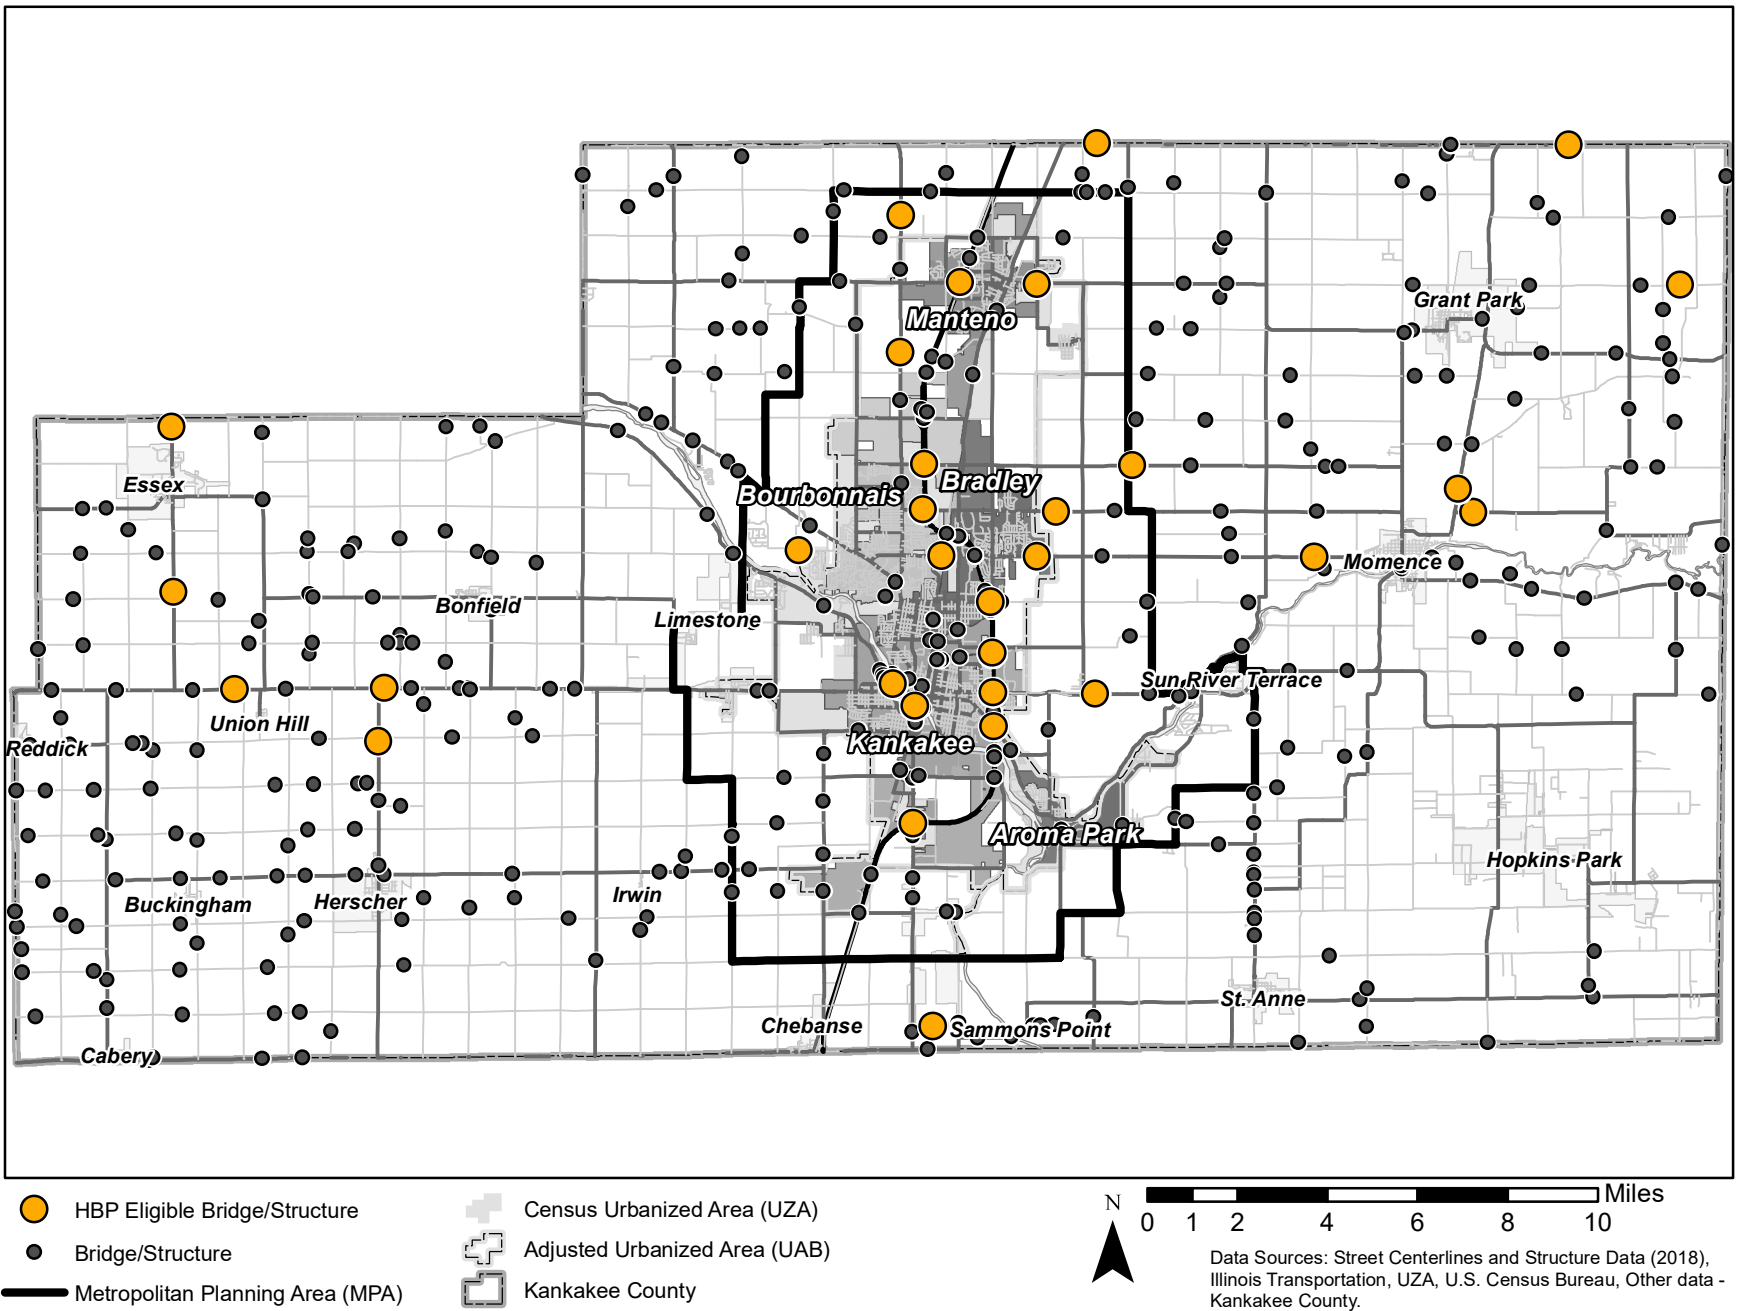 Manteno
Grant Park
Essex
Bourbonnais
Bradley
Momence
Bonfield
Limestone
Sun River Terrace
Union Hill
Reddick
Kankakee
Aroma Park
Hopkins Park
Buckingham
Herscher
Irwin
St. Anne
Chebanse
Sammons Point
Cabery
HBP Eligible Bridge/Structure
Bridge/Structure
Metropolitan Planning Area (MPA)
Census Urbanized Area (UZA)
Adjusted Urbanized Area (UAB)
Kankakee County
N
Miles
0 1 2 4 6 8 10
Data Sources: Street Centerlines and Structure Data (2018),
Illinois Transportation, UZA, U.S. Census Bureau, Other data -
Kankakee County.